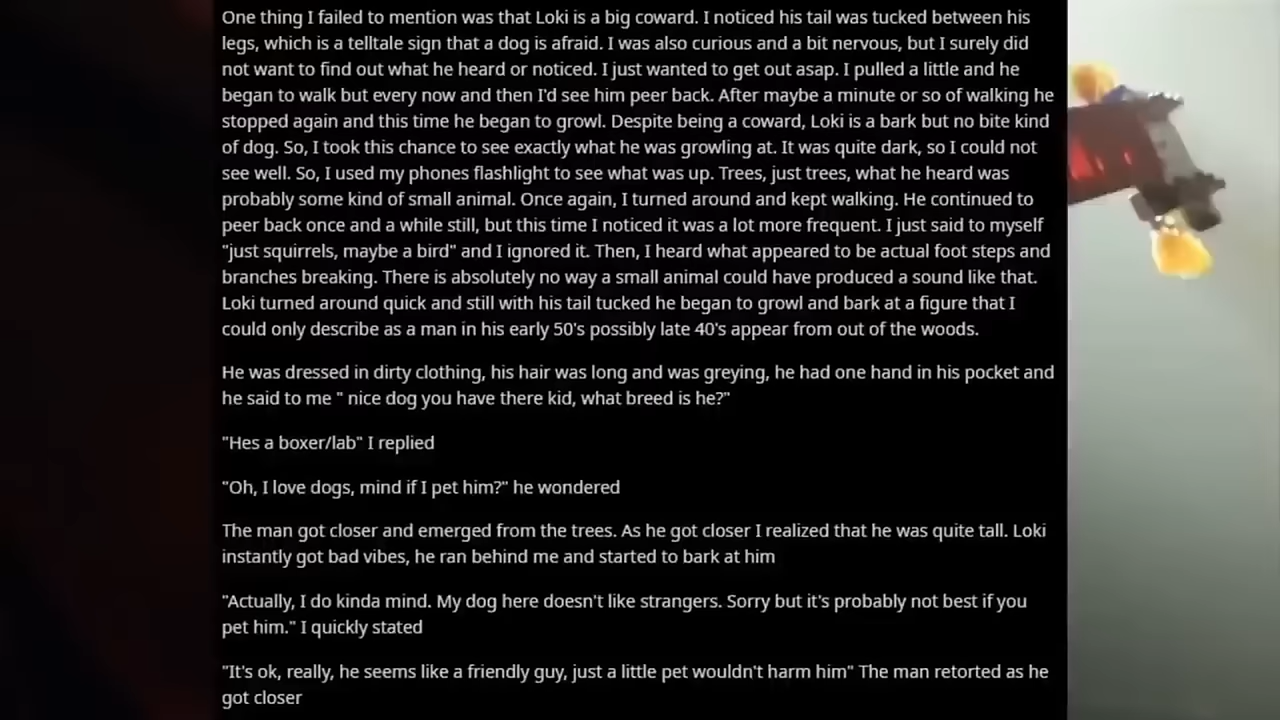 One thing I failed to mention was that Loki is a big coward. I noticed his tail was tucked between his
legs, which is a telltale sign that a dog is afraid. I was also curious and a bit nervous, but I surely did
not want to find out what he heard or noticed. I just wanted to get out asap. I pulled a little and he
began to walk but every now and then I'd see him peer back. After maybe a minute or so of walking he
stopped again and this time he began to growl. Despite being a coward, Loki is a bark but no bite kind
of dog. So, I took this chance to see exactly what he was growling at. It was quite dark, so I could not
see well. So, I used my phones flashlight to see what was up. Trees, just trees, what he heard was
probably some kind of small animal. Once again, I turned around and kept walking. He continued to
peer back once and a while still, but this time I noticed it was a lot more frequent. I just said to myself
"just squirrels, maybe a bird" and I ignored it. Then, I heard what appeared to be actual foot steps and
branches breaking. There is absolutely no way a small animal could have produced a sound like that.
Loki turned around quick and still with his tail tucked he began to growl and bark at a figure that I
could only describe as a man in his early 50's possibly late 40's appear from out of the woods.
He was dressed in dirty clothing, his hair was long and was greying, he had one hand in his pocket and
he said to me " nice dog you have there kid, what breed is he?"
"Hes a boxer/lab" I replied
"Oh, I love dogs, mind if I pet him?" he wondered
The man got closer and emerged from the trees. As he got closer I realized that he was quite tall. Loki
instantly got bad vibes, he ran behind me and started to bark at him
"Actually, I do kinda mind. My dog here doesn't like strangers. Sorry but it's probably not best if you
pet him." I quickly stated
"It's ok, really, he seems like a friendly guy, just a little pet wouldn't harm him" The man retorted as he
got closer